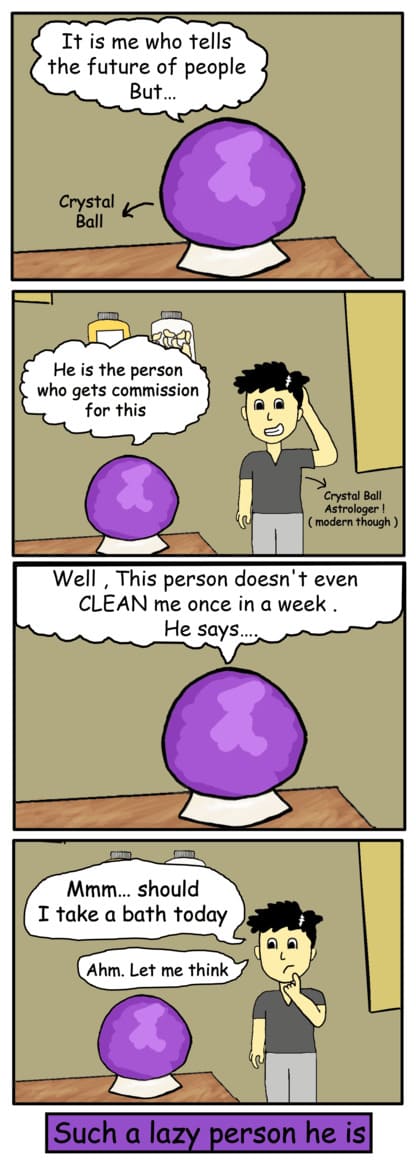 It is me who tells
the future of people
But...
Crystal
Ball
He is the person
who gets commission
for this
Crystal Ball
Astrologer !
( modern though )
Well , This person doesn't even
CLEAN me once in a week .
He says....
Mmm... should
I take a bath today
Ahm. Let me think
Such a lazy person he is